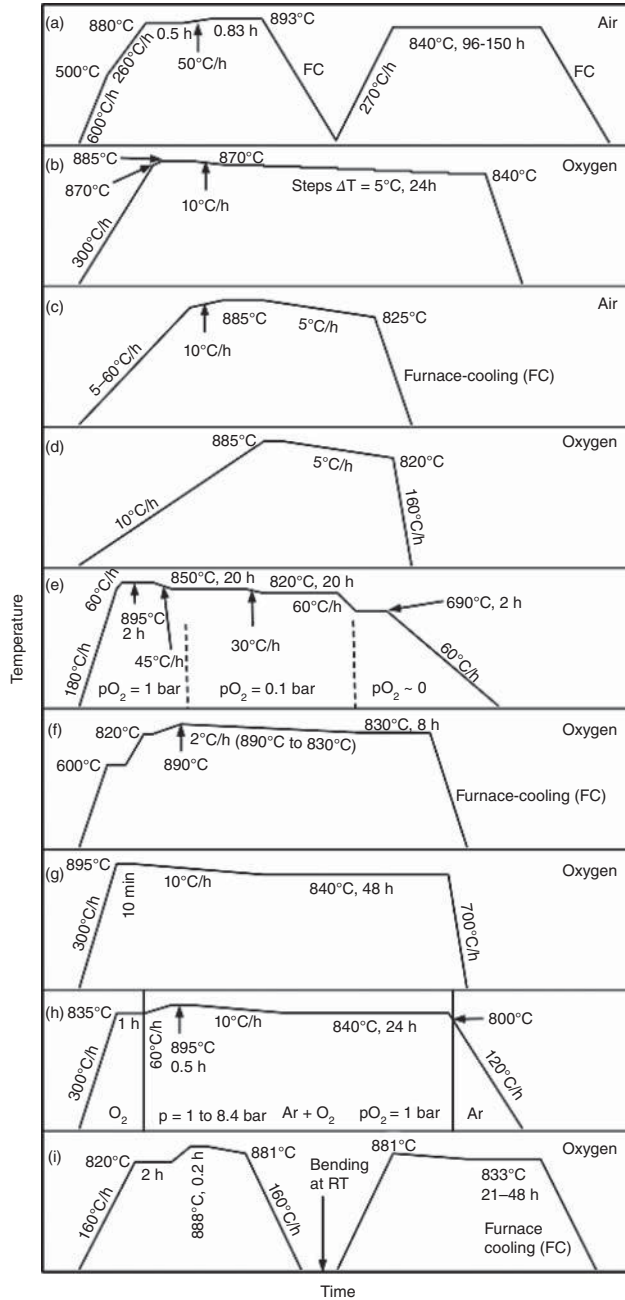 Temperature
(a)
Air
880°C
500°C
600°C/h
260°C/h
0.5 h
0.83 h
50°C/h
893°C
FC
270°C/h
840°C, 96-150 h
FC
(b)
Oxygen
885°C
870°C
870°C
10°C/h
Steps ΔT = 5°C, 24h
840°C
300°C/h
(c)
Air
5–60°C/h
10°C/h
885°C
5°C/h
825°C
Furnace-cooling (FC)
(d)
Oxygen
885°C
10°C/h
5°C/h
820°C
160°C/h
(e)
60°C/h
180°C/h
895°C
2 h
45°C/h
850°C, 20 h
30°C/h
820°C, 20 h
60°C/h
690°C, 2 h
60°C/h
pO2 = 1 bar
pO2 = 0.1 bar
pO2 ~ 0
(f)
Oxygen
820°C
600°C
890°C
2°C/h (890°C to 830°C)
830°C, 8 h
Furnace-cooling (FC)
(g)
Oxygen
895°C
300°C/h
10 min
10°C/h
840°C, 48 h
700°C/h
(h)
835°C
1 h
300°C/h
60°C/h
895°C
0.5 h
10°C/h
840°C, 24 h
800°C
120°C/h
O2
p = 1 to 8.4 bar
Ar + O2
pO2 = 1 bar
Ar
(i)
Oxygen
820°C
2 h
160°C/h
888°C, 0.2 h
881°C
160°C/h
Bending
at RT
881°C
833°C
21–48 h
Furnace
cooling (FC)
Time